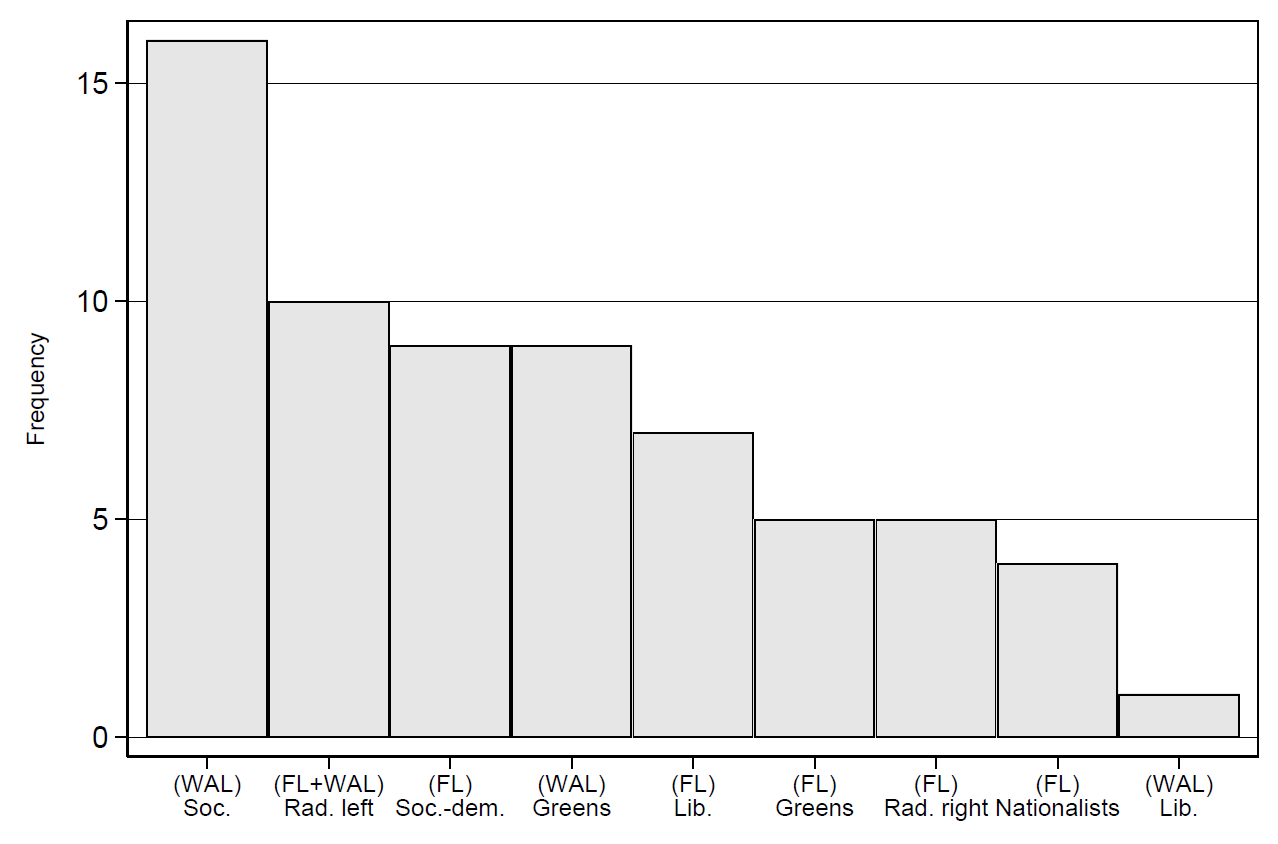 15
10
5
0
Frequency
(WAL) (FL+WAL) (FL) (WAL) (FL) (FL) (FL) (FL) (WAL)
Soc. Rad. left Soc.-dem. Greens Lib. Greens Rad. right Nationalists Lib.